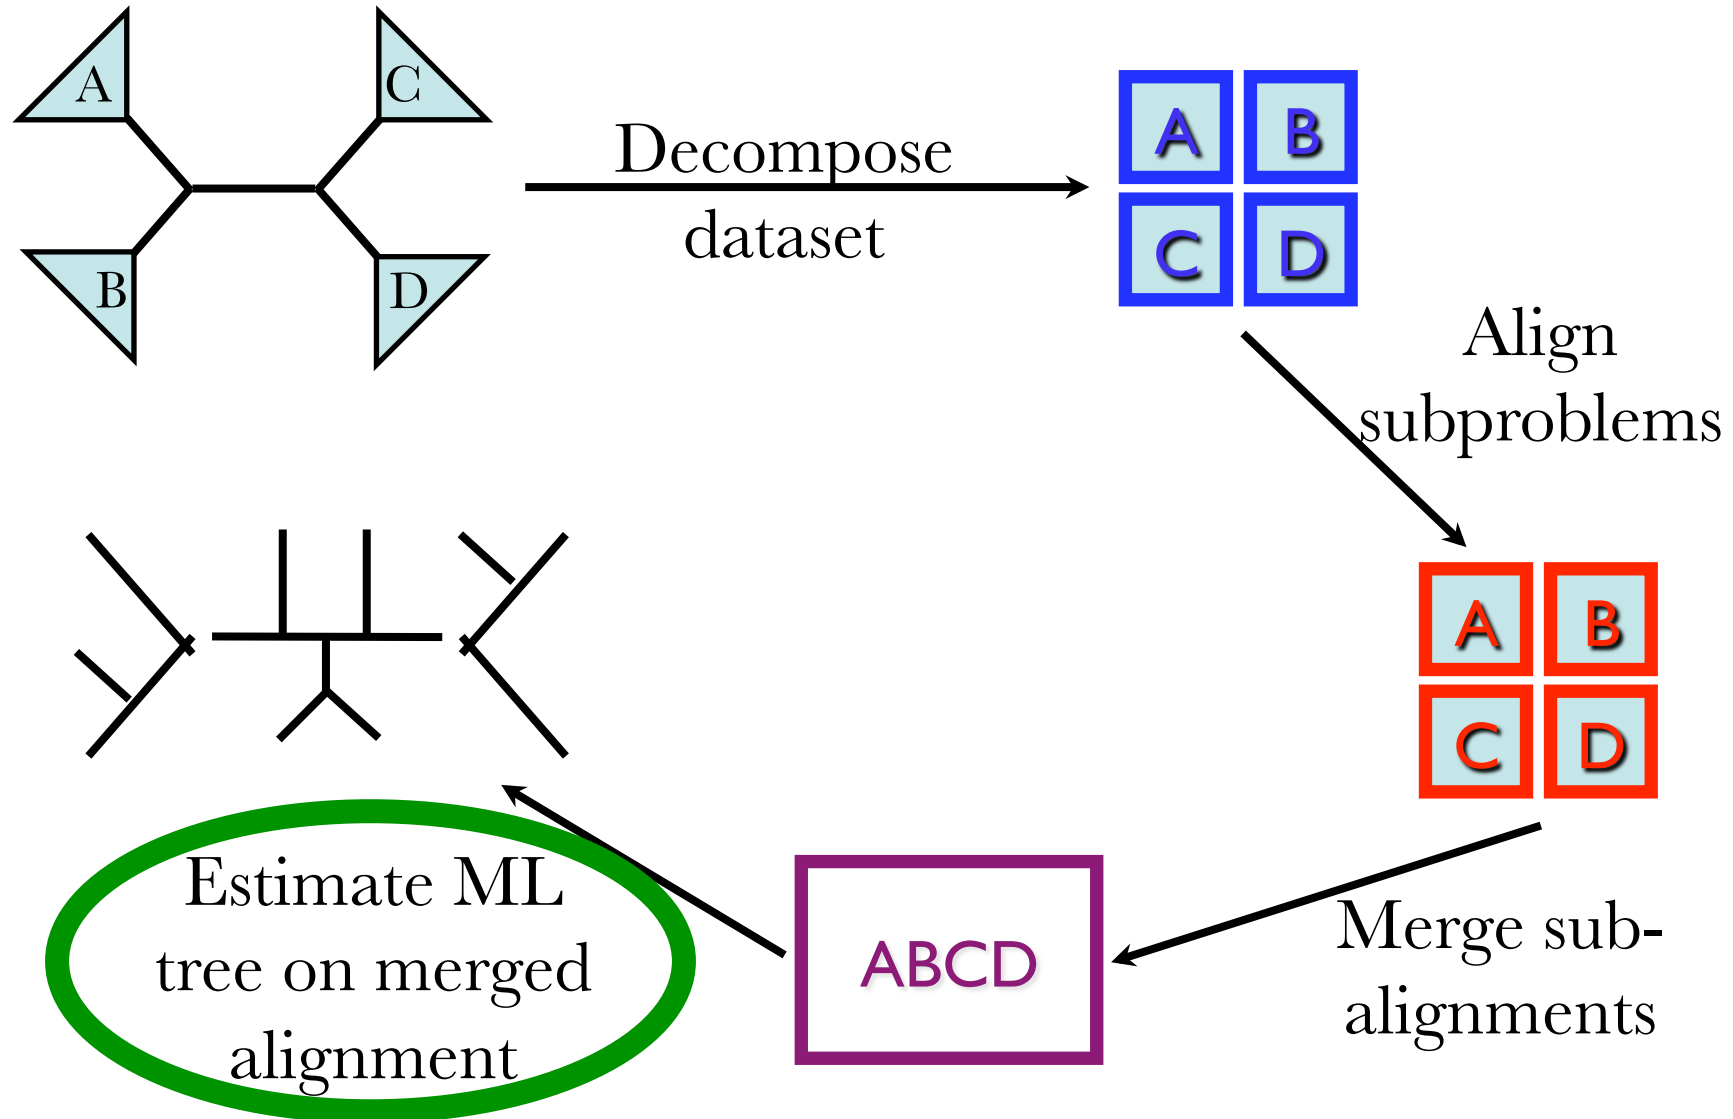 A
C
B
D
Decompose
dataset
A B
C D
Align
subproblems
A B
C D
Merge sub-
alignments
ABCD
Estimate ML
tree on merged
alignment